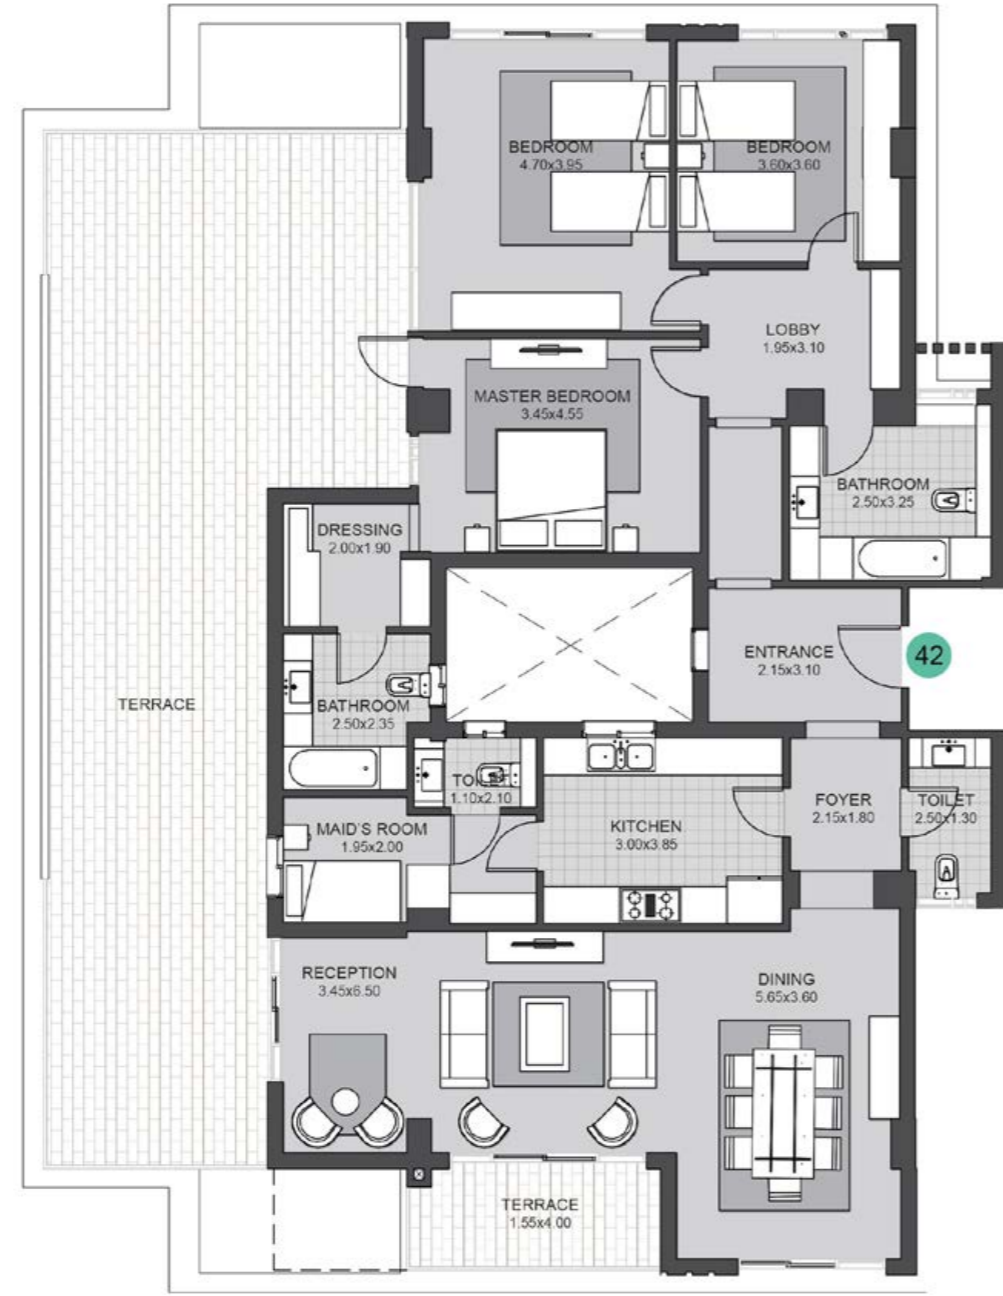 BEDROOM
4.70x3.95
BEDROOM
3.60x3.60
LOBBY
1.95x3.10
MASTER BEDROOM
3.45x4.55
BATHROOM
2.50x3.25
DRESSING
2.00x1.90
ENTRANCE
2.15x3.10
42
TERRACE
BATHROOM
2.50x2.35
TOILET
1.10x2.10
MAID'S ROOM
1.95x2.00
KITCHEN
3.00x3.85
FOYER
2.15x1.80
TOILET
2.50x1.30
RECEPTION
3.45x6.50
DINING
5.65x3.60
TERRACE
1.55x4.00